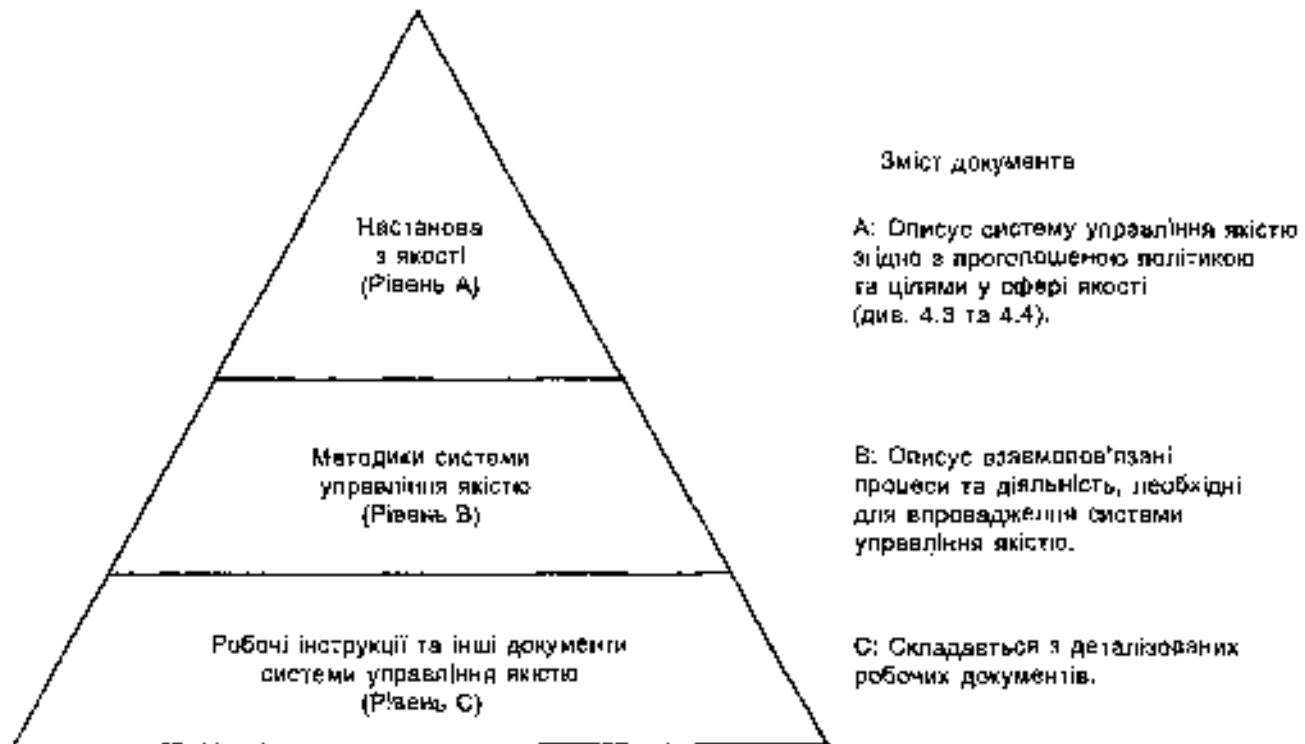 Зміст документа
Настанова
з якості
(Рівень А)
А: Описує систему управління якістю
згідно з проголошеною політикою
та цілями у сфері якості
(див. 4.3 та 4.4).
Методики системи
управління якістю
(Рівень В)
В: Описує взаємопов'язані
процеси та діяльність, необхідні
для впровадження системи
управління якістю.
Робочі інструкції та інші документи
системи управління якістю
(Рівень С)
С: Складається з деталізованих
робочих документів.